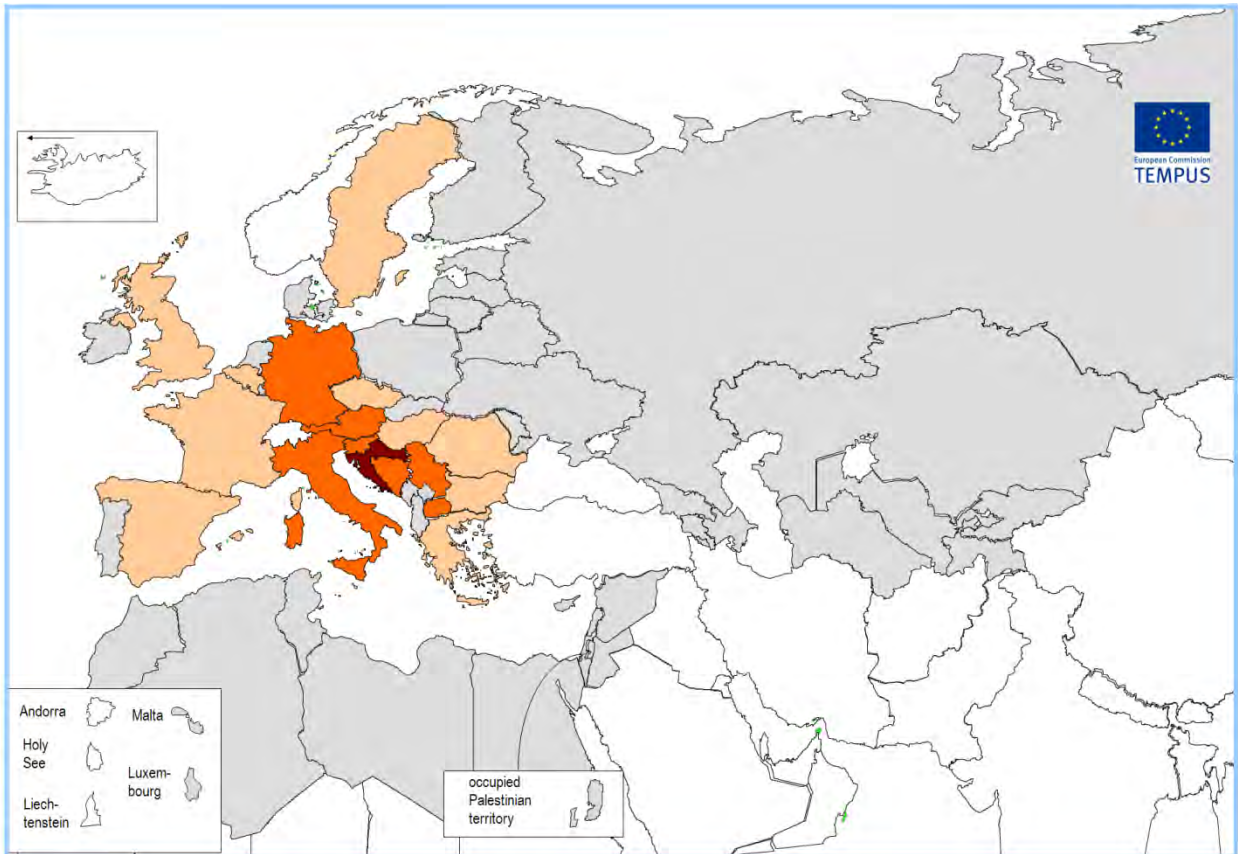 European Commission
TEMPUS
Andorra
Malta
Holy
See
Luxem-
bourg
Liech-
tenstein
occupied
Palestinian
territory